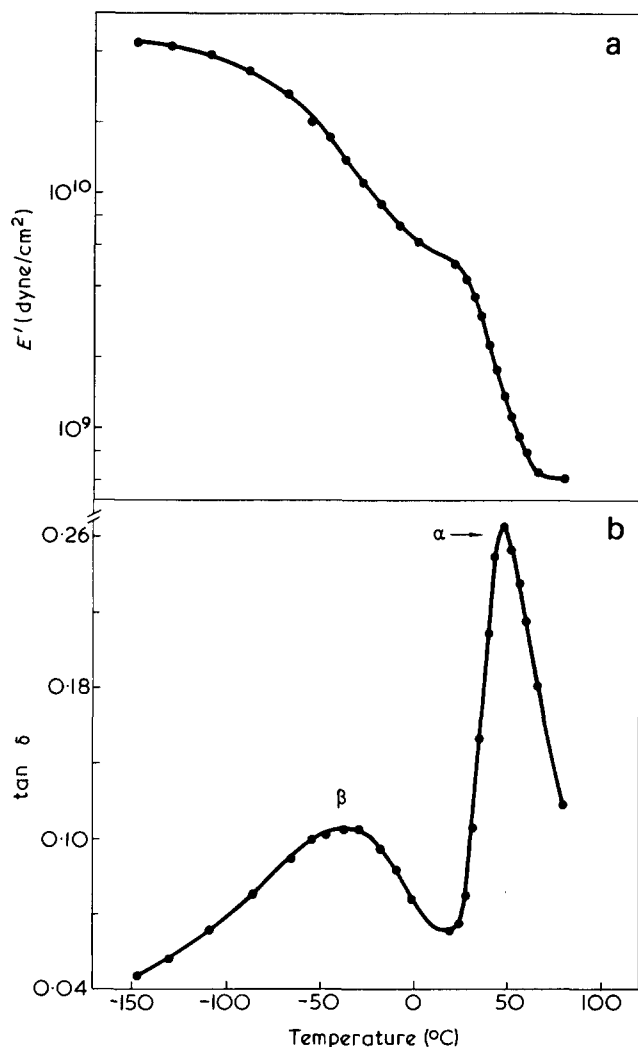 a
10¹⁰
E' (dyne/cm²)
10⁹
b
α
0·26
0·18
tan δ
β
0·10
0·04
-150 -100 -50 0 50 100
Temperature (°C)